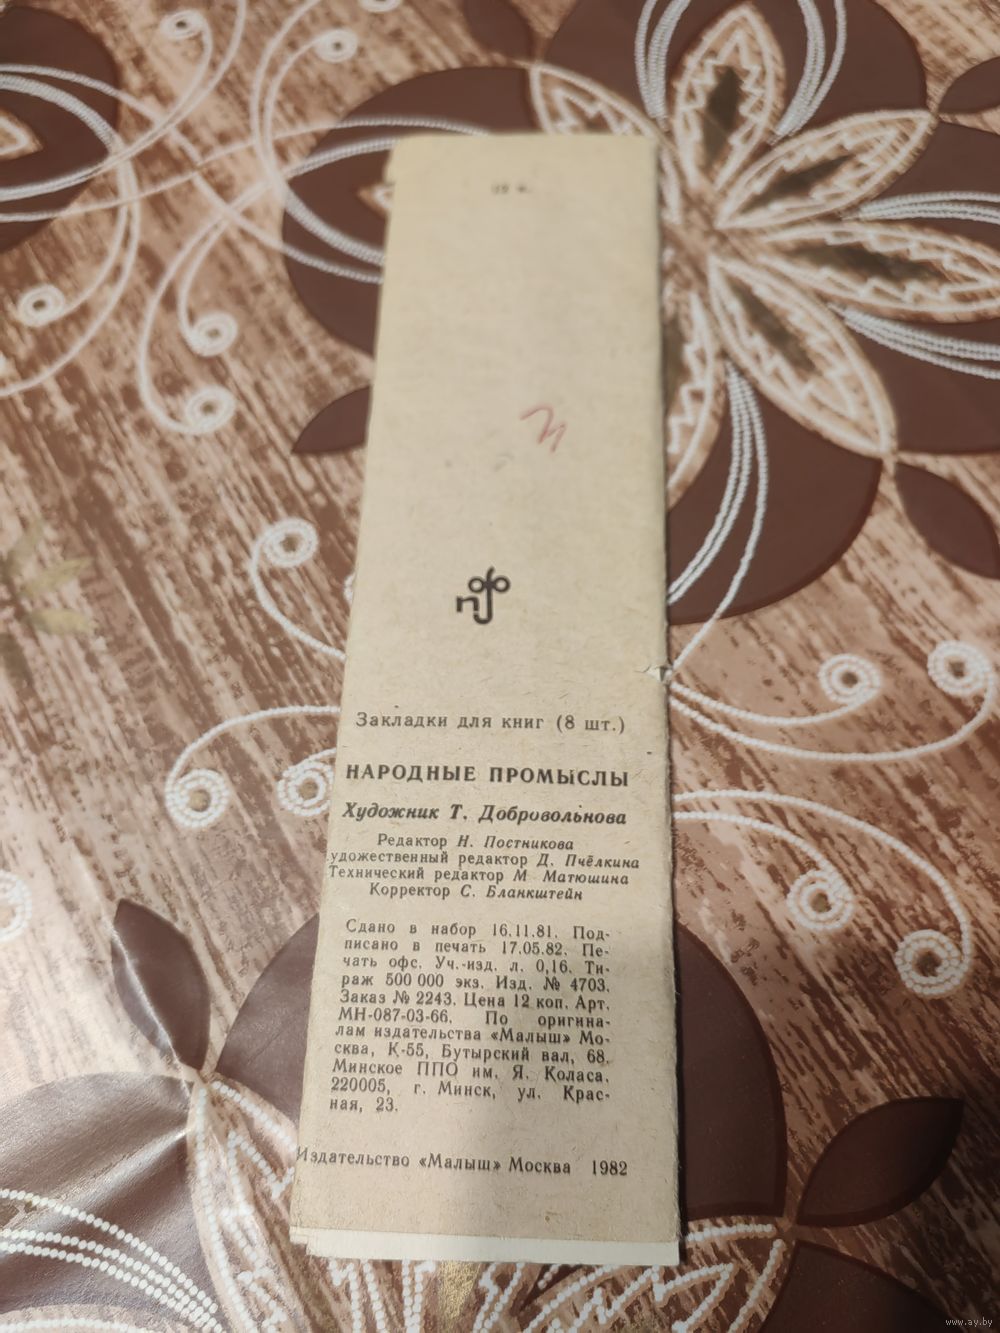 12 к.
Закладки для книг (8 шт.)
НАРОДНЫЕ ПРОМЫСЛЫ
Художник Т. Добровольнова
Редактор Н. Постникова
удожественный редактор Д. Пчёлкина
Технический редактор М Матюшина
Корректор С. Бланкштейн
Сдано в набор 16.11.81. Под-
писано в печать 17.05.82. Пе-
чать офс. Уч.-изд. л. 0,16. Ти-
раж 500 000 экз. Изд. № 4703.
Заказ № 2243. Цена 12 коп. Арт.
МН-087-03-66. По оригина-
лам издательства «Малыш» Мо-
сква, К-55, Бутырский вал, 68.
Минское ППО им. Я. Коласа.
220005, г. Минск, ул. Крас-
ная, 23.
Издательство «Малыш» Москва 1982
www.ay.by